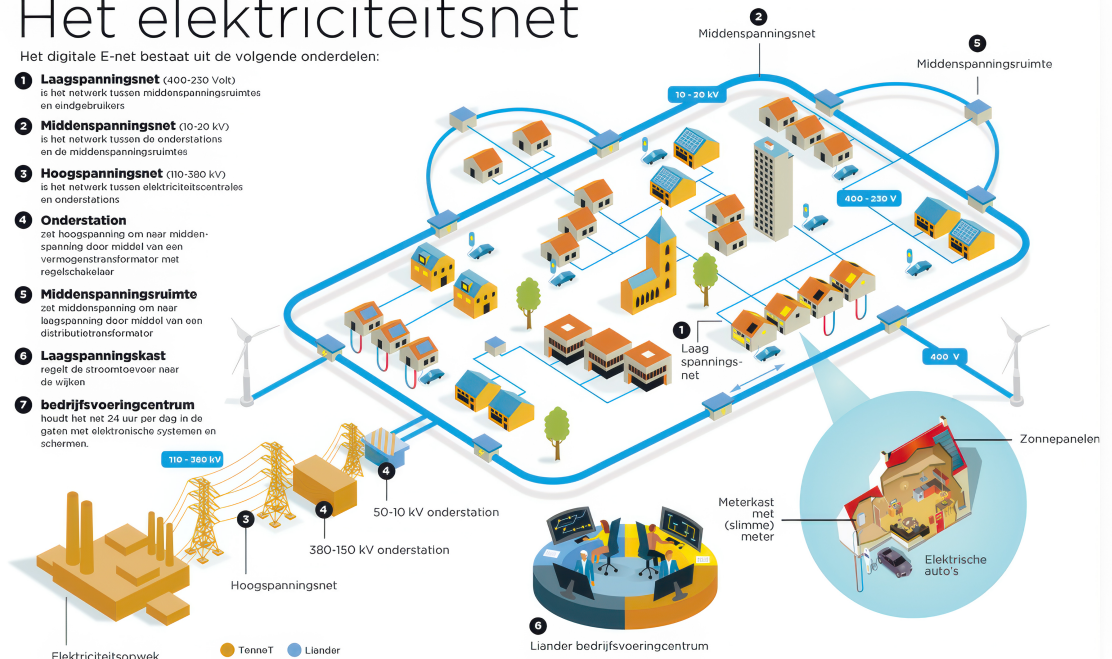 Het elektriciteitsnet
Het digitale E-net bestaat uit de volgende onderdelen:
1 Laagspanningsnet (400-230 Volt)
is het netwerk tussen middenspanningsruimtes
en eindgebruikers
2 Middenspanningsnet (10-20 kV)
is het netwerk tussen de onderstations
en de middenspanningsruimtes
3 Hoogspanningsnet (110-380 kV)
is het netwerk tussen elektriciteitscentrales
en onderstations
4 Onderstation
zet hoogspanning om naar midden-
spanning door middel van een
vermogenstransformator met
regelschakelaar
5 Middenspanningsruimte
zet middenspanning om naar
laagspanning door middol van een
distributietransformator
6 Laagspanningskast
regelt de stroomtoevoer naar
de wijken
7 bedrijfsvoeringcentrum
houdt het net 24 uur per dag in de
gaten met elektronische systemen en
schermen.
2
Middenspanningsnet
5
Middenspanningsruimte
10 - 20 kV
400 - 230 V
1
Laag
spannings-
net
400 V
110 - 380 kV
4
50-10 kV onderstation
4
380-150 kV onderstation
3
Hoogspanningsnet
Zonnepanelen
Meterkast
met
(slimme)
meter
Elektrische
auto's
6
Liander bedrijfsvoeringcentrum
Elektriciteitsopwek
TenneT
Liander